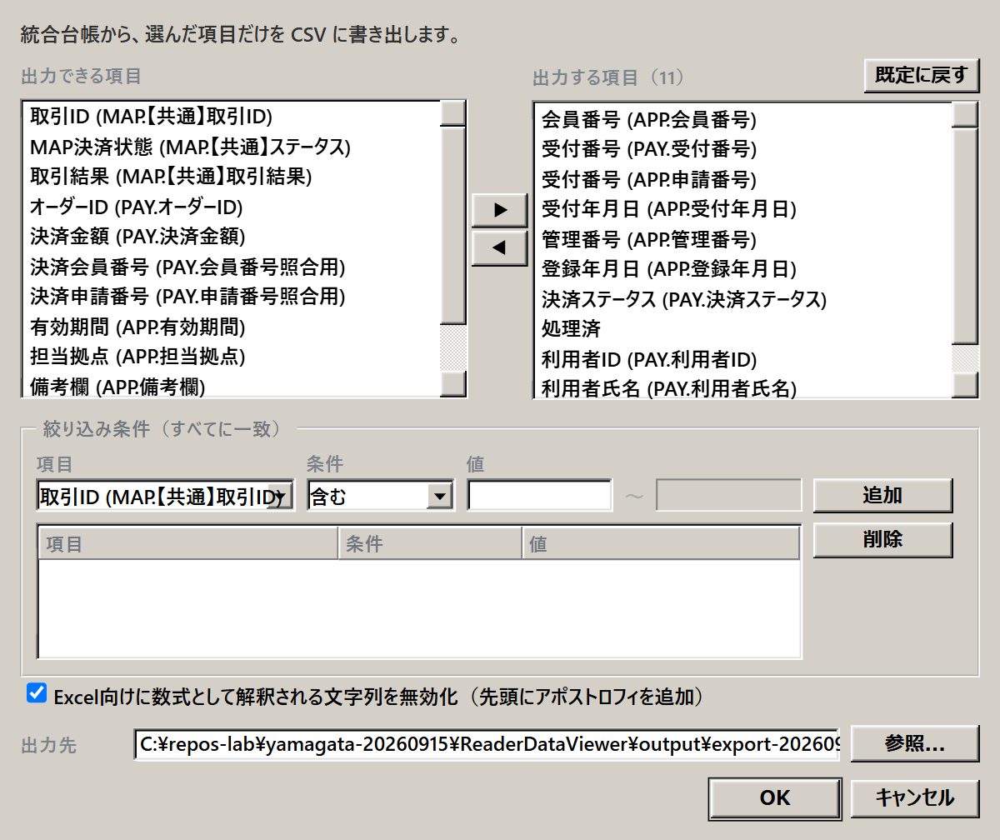 統合台帳から、選んだ項目だけを CSV に書き出します。
出力できる項目
取引ID (MAP.【共通】取引ID)
MAP決済状態 (MAP.【共通】ステータス)
取引結果 (MAP.【共通】取引結果)
オーダーID (PAY.オーダーID)
決済金額 (PAY.決済金額)
決済会員番号 (PAY.会員番号照合用)
決済申請番号 (PAY.申請番号照合用)
有効期間 (APP.有効期間)
担当拠点 (APP.担当拠点)
備考欄 (APP.備考欄)
▶
◀
出力する項目（11）
既定に戻す
会員番号 (APP.会員番号)
受付番号 (PAY.受付番号)
受付番号 (APP.申請番号)
受付年月日 (APP.受付年月日)
管理番号 (APP.管理番号)
登録年月日 (APP.登録年月日)
決済ステータス (PAY.決済ステータス)
処理済
利用者ID (PAY.利用者ID)
利用者氏名 (PAY.利用者氏名)
絞り込み条件（すべてに一致）
項目 条件 値
取引ID (MAP.【共通】取引ID) 含む ～ 追加
項目 条件 値 削除
Excel向けに数式として解釈される文字列を無効化（先頭にアポストロフィを追加）
出力先 C:¥repos-lab¥yamagata-20260915¥ReaderDataViewer¥output¥export-202609 参照...
OK キャンセル